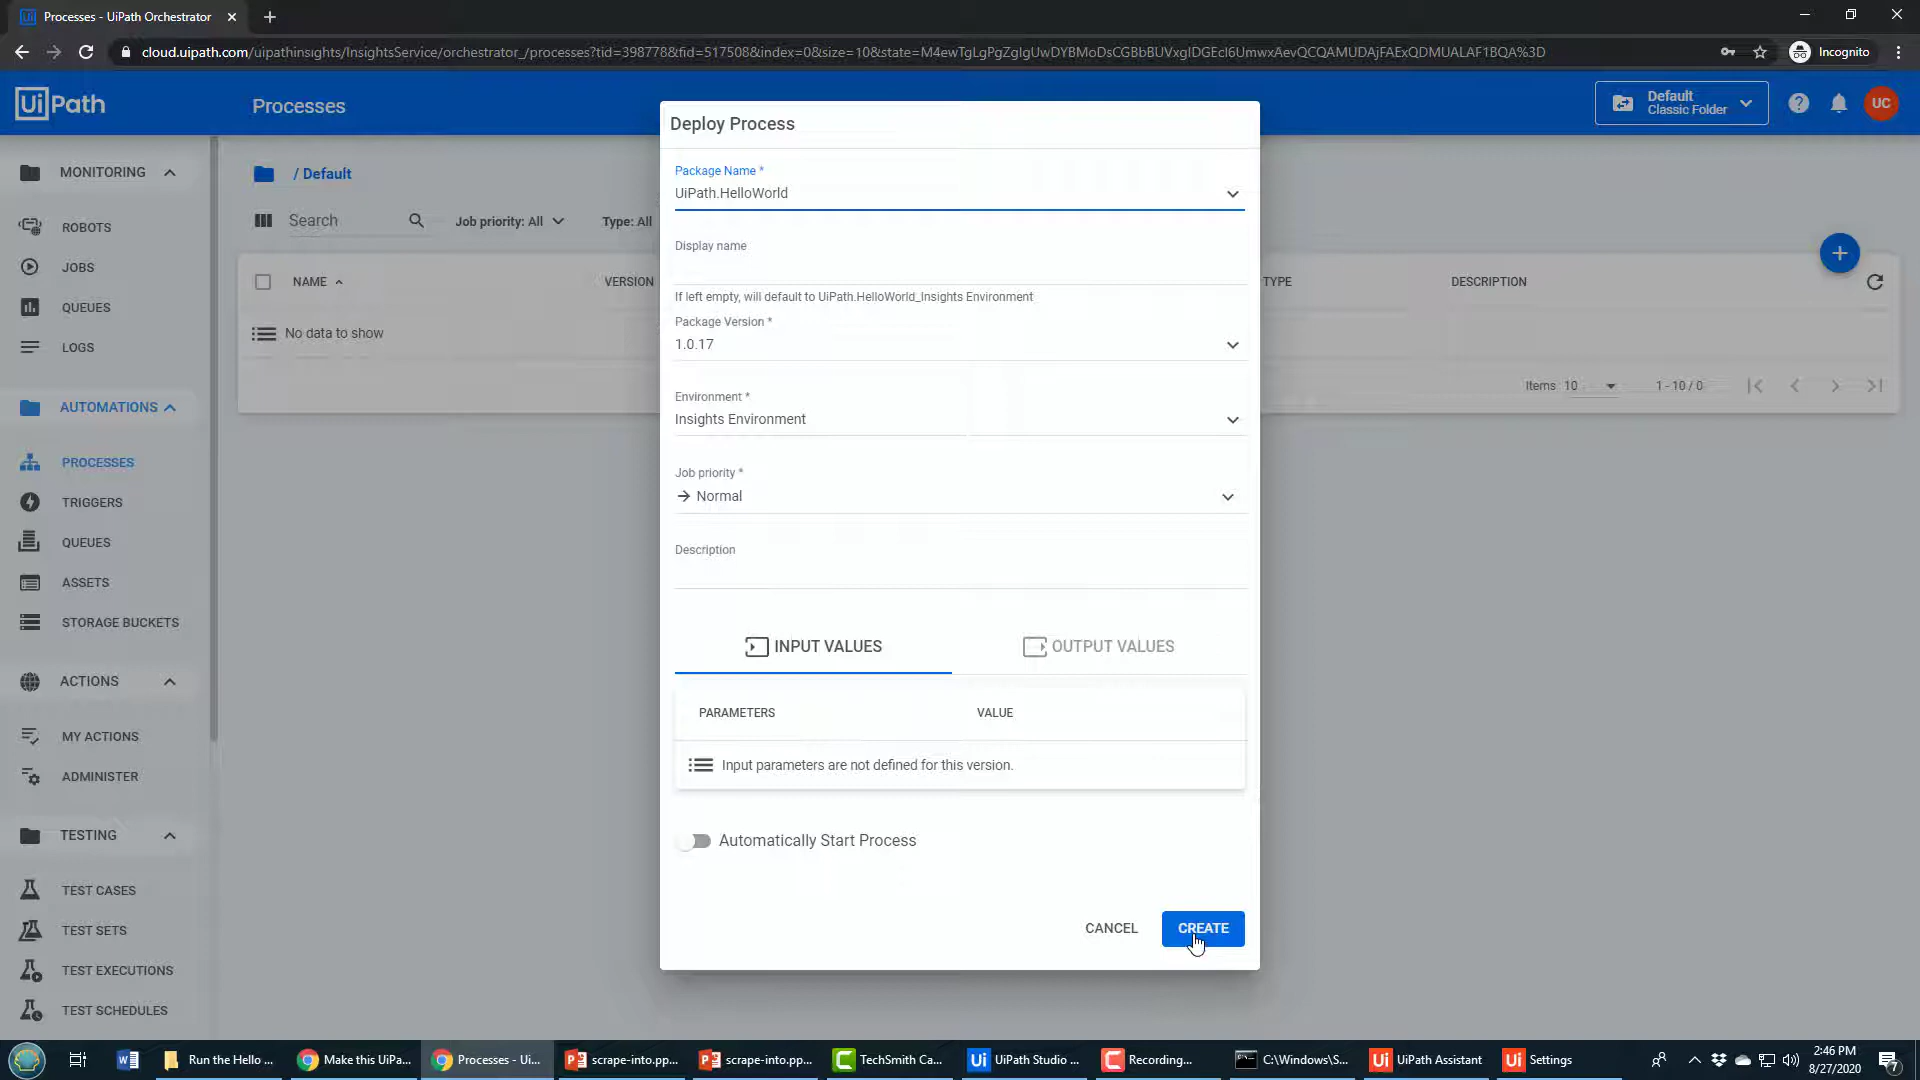 Processes - UiPath Orchestrator
cloud.uipath.com/uipathinsights/InsightsService/orchestrator_/processes?tid=398778&fid=517508&index=0&size=10&state=M4ewTgLgPgZglgUwDYBMoDsCGBbBUVxglDGEcl6UmwxAevQCQAMUDAjFAExQDMUALAF1BQA%3D
Incognito
UiPath
Processes
Default
Classic Folder
UC
MONITORING
ROBOTS
JOBS
QUEUES
LOGS
AUTOMATIONS
PROCESSES
TRIGGERS
QUEUES
ASSETS
STORAGE BUCKETS
ACTIONS
MY ACTIONS
ADMINISTER
TESTING
TEST CASES
TEST SETS
TEST EXECUTIONS
TEST SCHEDULES
/ Default
Search
Job priority: All
Type: All
NAME
VERSION
TYPE
DESCRIPTION
No data to show
Items 10
1 - 10 / 0
Deploy Process
Package Name *
UiPath.HelloWorld
Display name
If left empty, will default to UiPath.HelloWorld_Insights Environment
Package Version *
1.0.17
Environment *
Insights Environment
Job priority *
Normal
Description
INPUT VALUES
OUTPUT VALUES
PARAMETERS
VALUE
Input parameters are not defined for this version.
Automatically Start Process
CANCEL
CREATE
Run the Hello ...
Make this UiPa...
Processes - Ui...
scrape-into.pp...
scrape-into.pp...
TechSmith Ca...
UiPath Studio ...
Recording...
C:\Windows\S...
UiPath Assistant
Settings
2:46 PM
8/27/2020
7